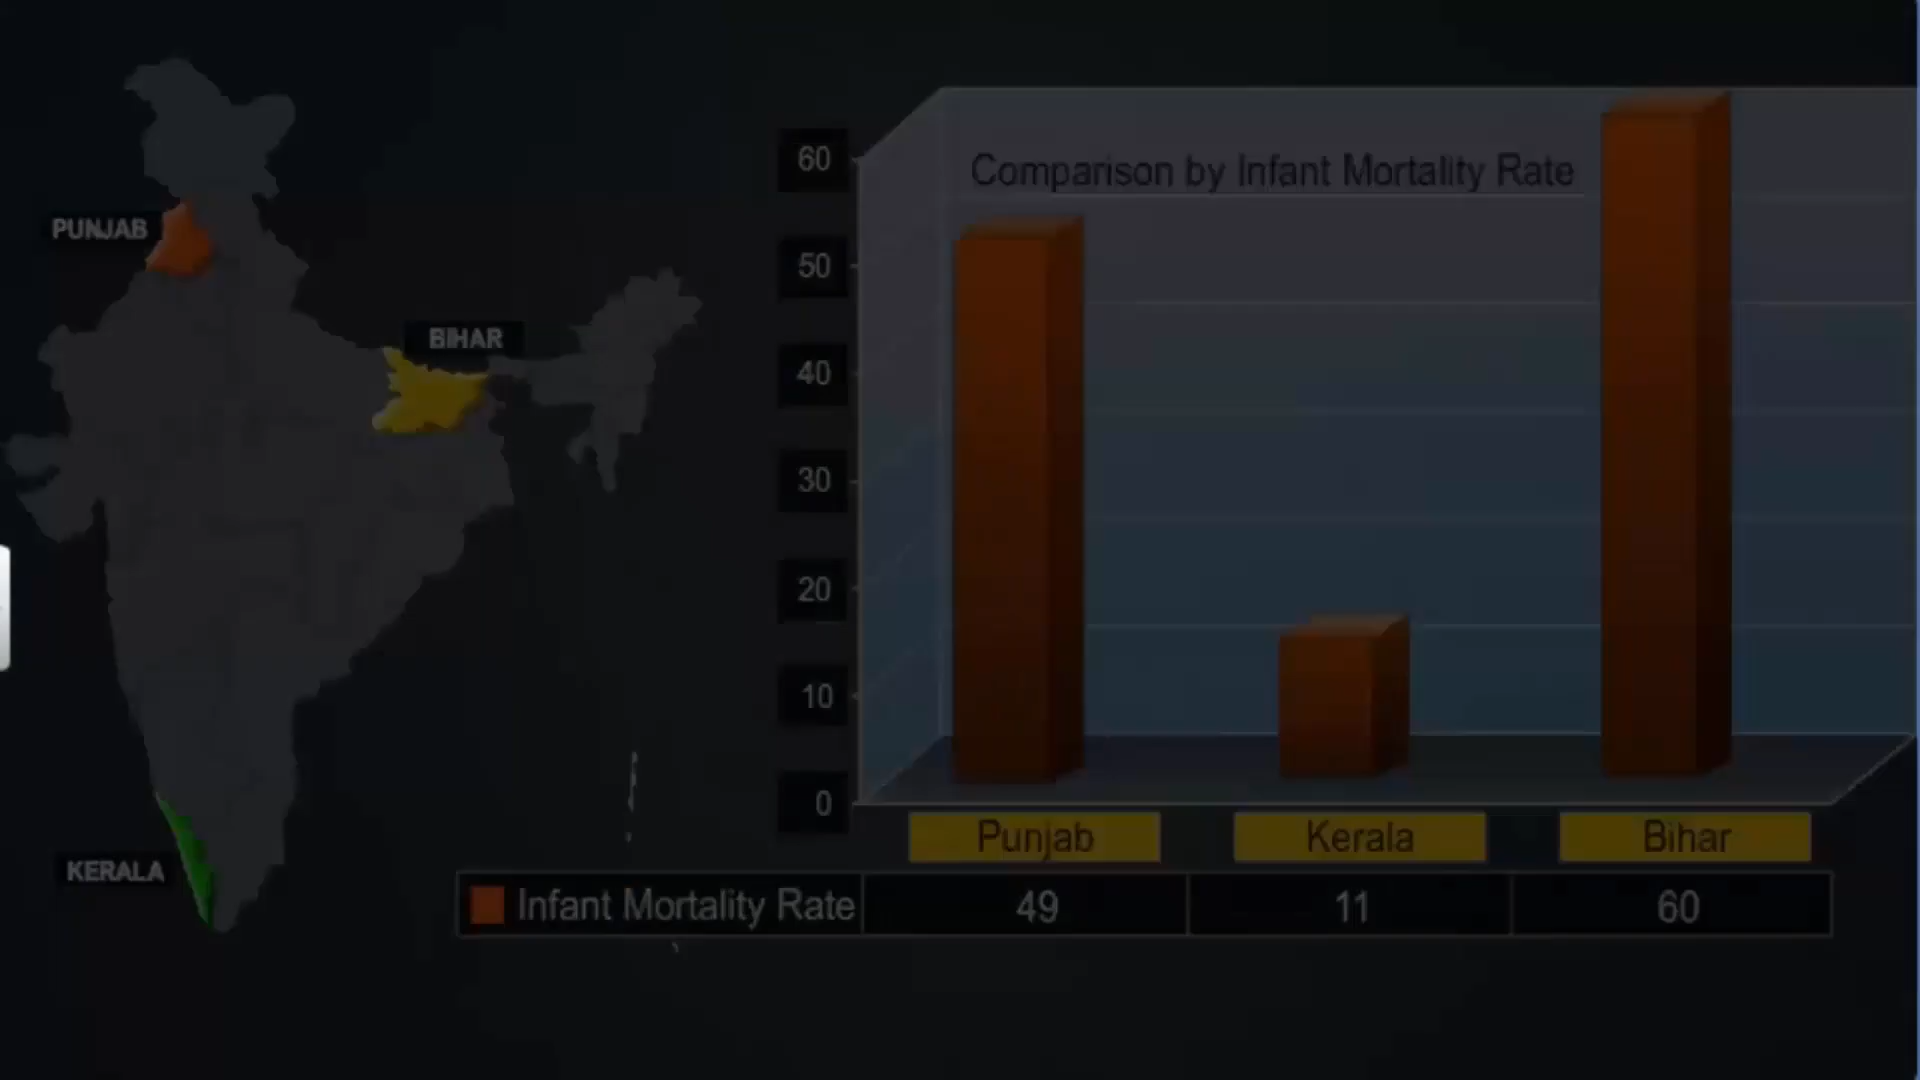 PUNJAB
BIHAR
KERALA
Comparison by Infant Mortality Rate
60
50
40
30
20
10
0
Punjab Kerala Bihar
Infant Mortality Rate 49 11 60